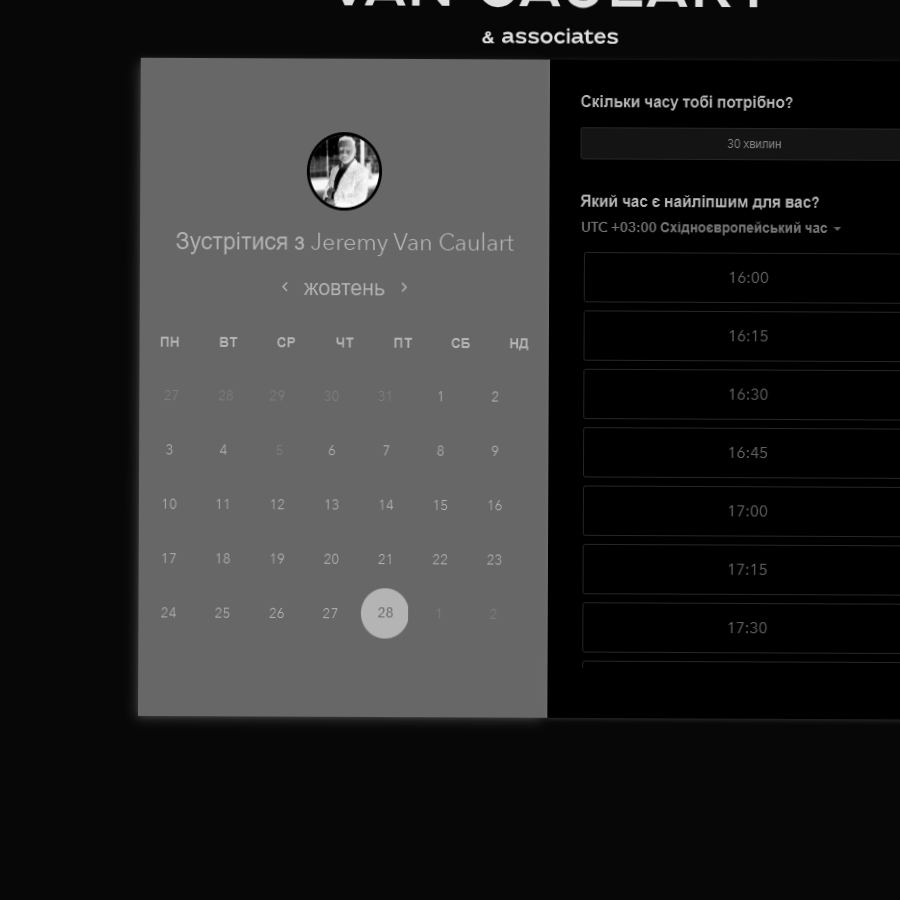 VAN CAULART
& associates
Зустрітися з Jeremy Van Caulart
жовтень
ПН ВТ СР ЧТ ПТ СБ НД
27 28 29 30 31 1 2
3 4 5 6 7 8 9
10 11 12 13 14 15 16
17 18 19 20 21 22 23
24 25 26 27 28 1 2
Скільки часу тобі потрібно?
30 хвилин
Який час є найліпшим для вас?
UTC +03:00 Східноєвропейський час
16:00
16:15
16:30
16:45
17:00
17:15
17:30